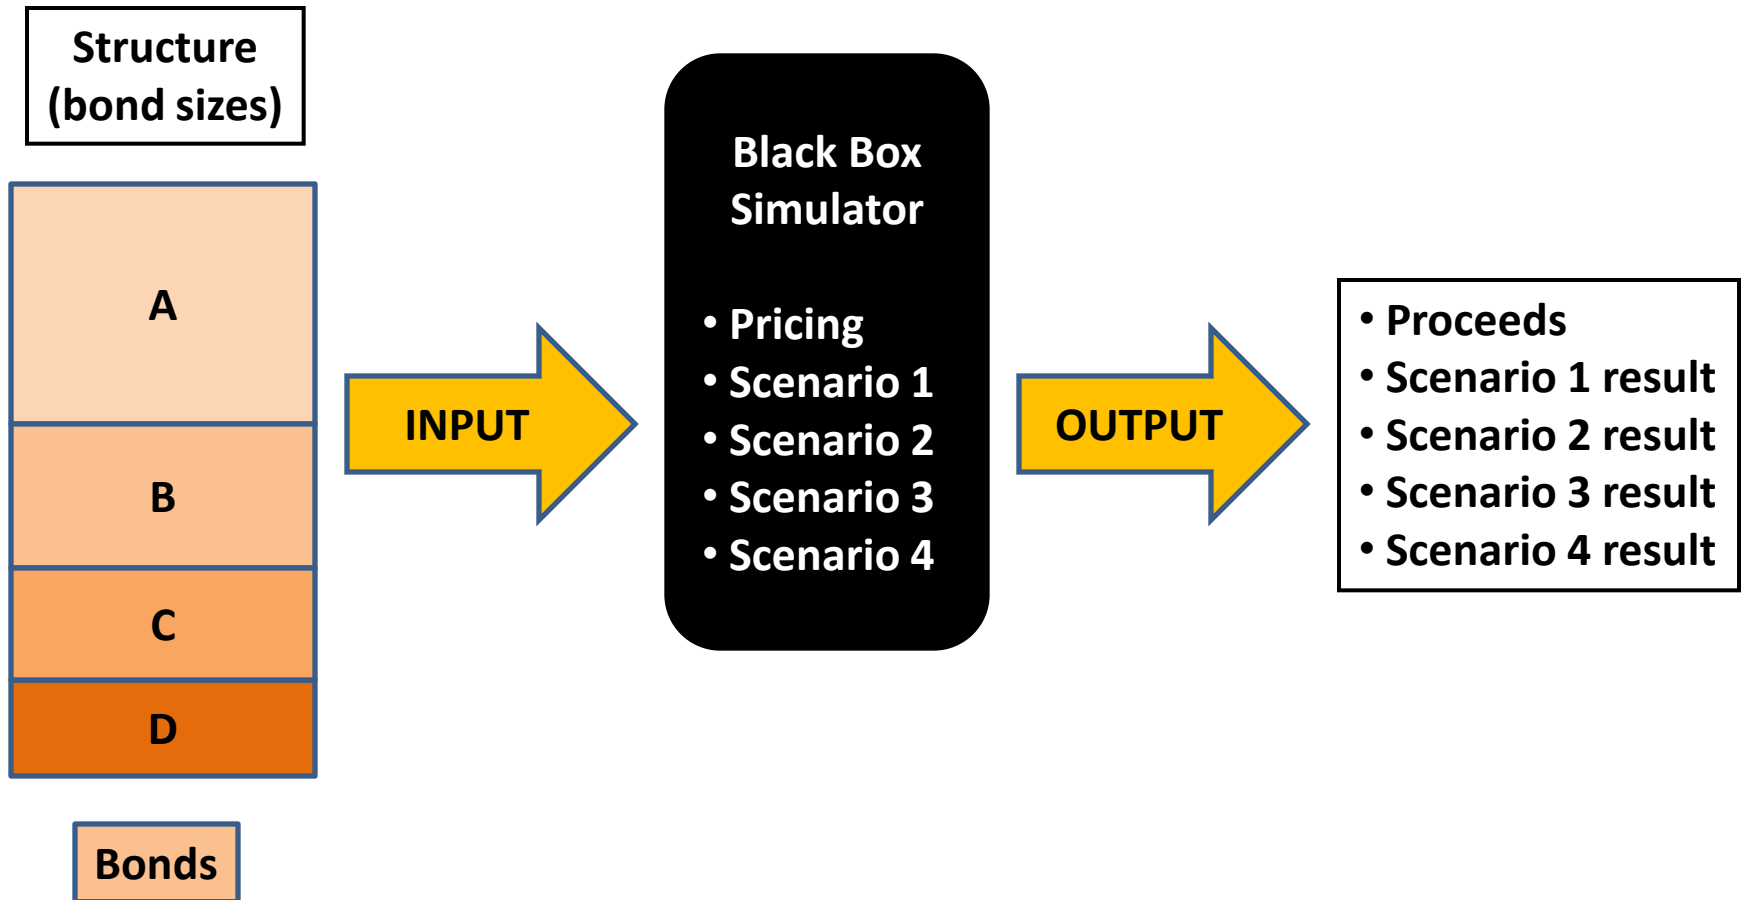 Structure
(bond sizes)
A
B
C
D
Bonds
INPUT
Black Box
Simulator
• Pricing
• Scenario 1
• Scenario 2
• Scenario 3
• Scenario 4
OUTPUT
• Proceeds
• Scenario 1 result
• Scenario 2 result
• Scenario 3 result
• Scenario 4 result